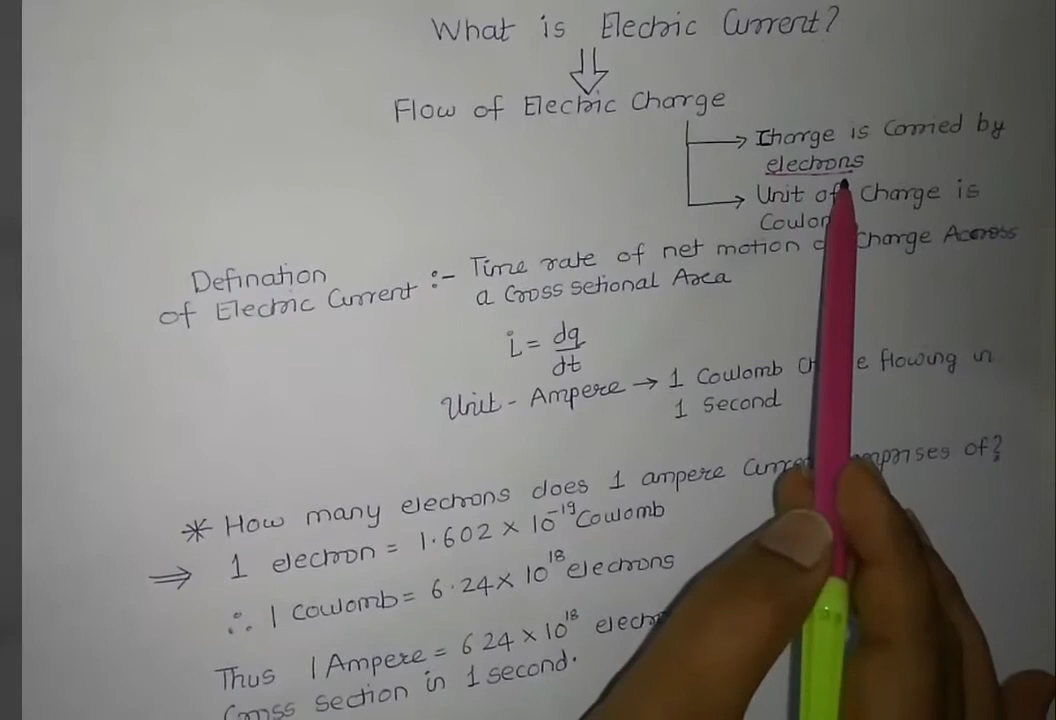 What is Electric Current?
Flow of Electric Charge
Charge is Carried by
electrons
Unit of Charge is
Defination
of Electric Current :- Time rate of net motion Charge Across
a Cross setional Area
i = dq/dt
Unit - Ampere → 1 Coulomb flowing in
1 Second
* How many electrons does 1 ampere of?
⇒ 1 electron = 1.602 × 10⁻¹⁹ Coulomb
∴ 1 Coulomb = 6.24 × 10¹⁸ electrons
Thus 1 Ampere = 6 24 × 10¹⁸
Cross section in 1 second.